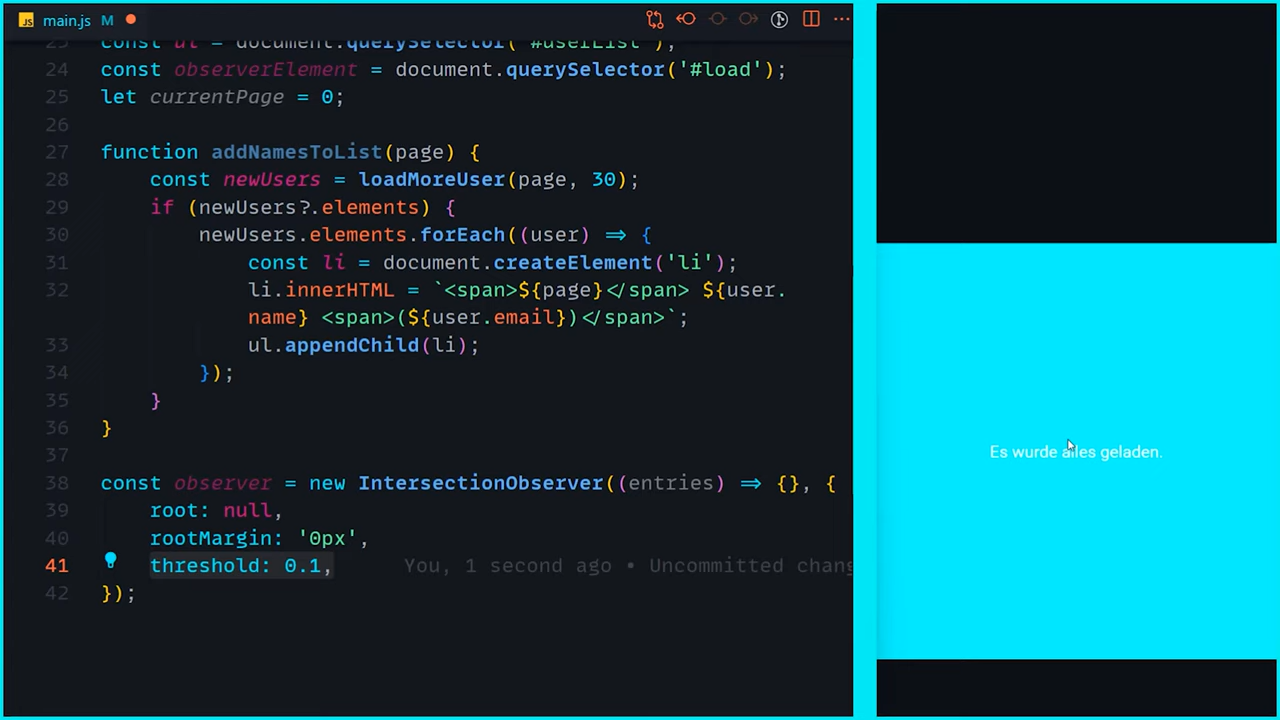 main.js M
23 const ul = document.querySelector('#userList');
24 const observerElement = document.querySelector('#load');
25 let currentPage = 0;
26
27 function addNamesToList(page) {
28 const newUsers = loadMoreUser(page, 30);
29 if (newUsers?.elements) {
30 newUsers.elements.forEach((user) => {
31 const li = document.createElement('li');
32 li.innerHTML = `<span>${page}</span> ${user.
name} <span>(${user.email})</span>`;
33 ul.appendChild(li);
34 });
35 }
36 }
37
38 const observer = new IntersectionObserver((entries) => {}, {
39 root: null,
40 rootMargin: '0px',
41 threshold: 0.1, You, 1 second ago • Uncommitted chang
42 });
Es wurde alles geladen.